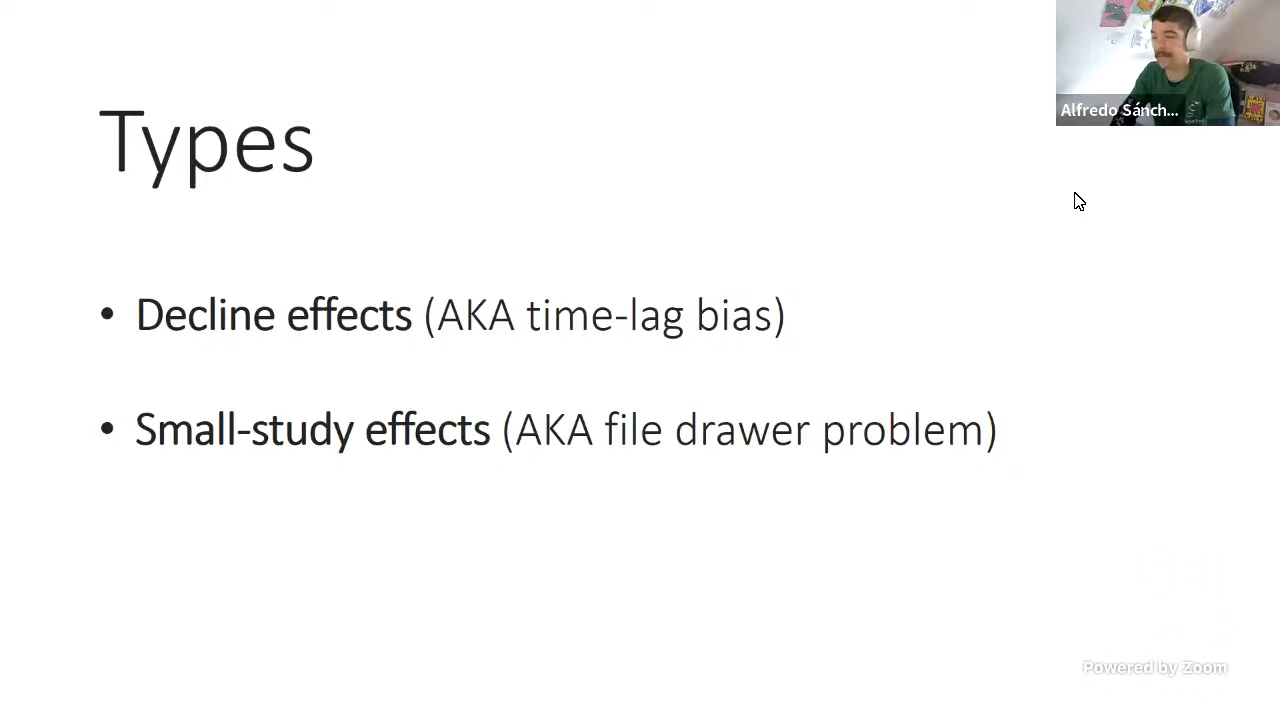 Types
Alfredo Sánch...
• Decline effects (AKA time-lag bias)
• Small-study effects (AKA file drawer problem)
Powered by Zoom